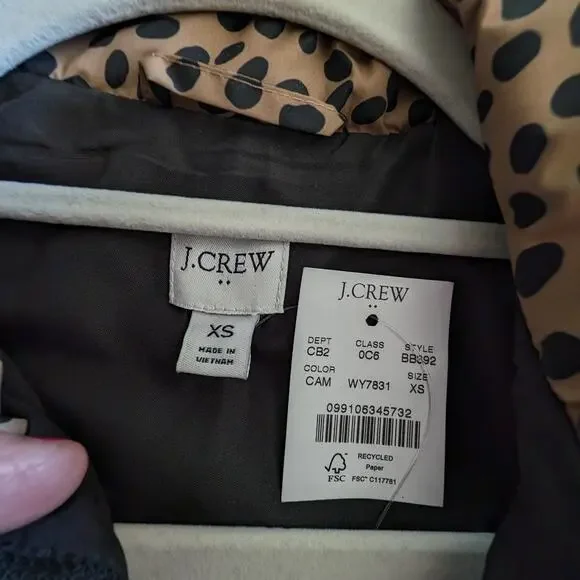 J.CREW
XS
MADE IN
VIETNAM
J.CREW
DEPT CLASS STYLE
CB2 0C6 BB392
COLOR SIZE
CAM WY7831 XS
099106345732
RECYCLED
Paper
FSC
FSC® C117761